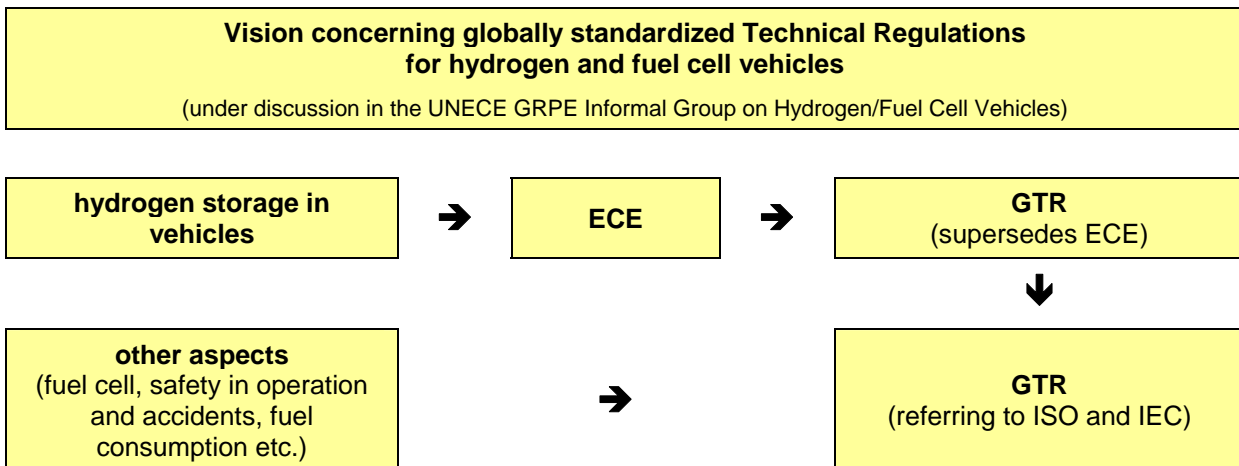 Vision concerning globally standardized Technical Regulations
for hydrogen and fuel cell vehicles
(under discussion in the UNECE GRPE Informal Group on Hydrogen/Fuel Cell Vehicles)
hydrogen storage in
vehicles
➔
ECE
➔
GTR
(supersedes ECE)
🡻
other aspects
(fuel cell, safety in operation
and accidents, fuel
consumption etc.)
➔
GTR
(referring to ISO and IEC)